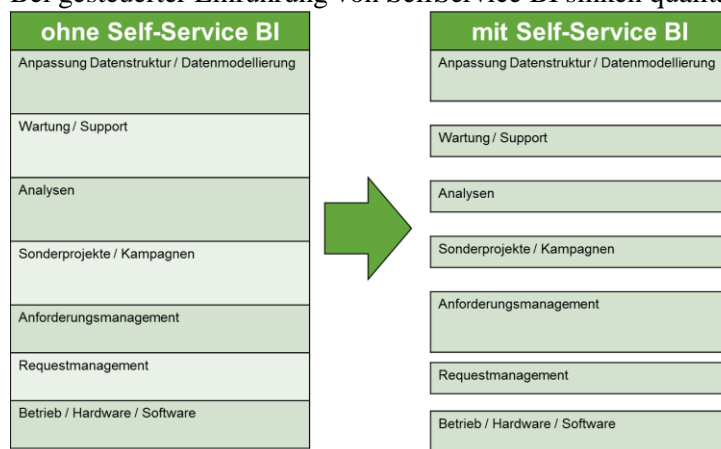 ohne Self-Service BI
Anpassung Datenstruktur / Datenmodellierung
Wartung / Support
Analysen
Sonderprojekte / Kampagnen
Anforderungsmanagement
Requestmanagement
Betrieb / Hardware / Software
mit Self-Service BI
Anpassung Datenstruktur / Datenmodellierung
Wartung / Support
Analysen
Sonderprojekte / Kampagnen
Anforderungsmanagement
Requestmanagement
Betrieb / Hardware / Software